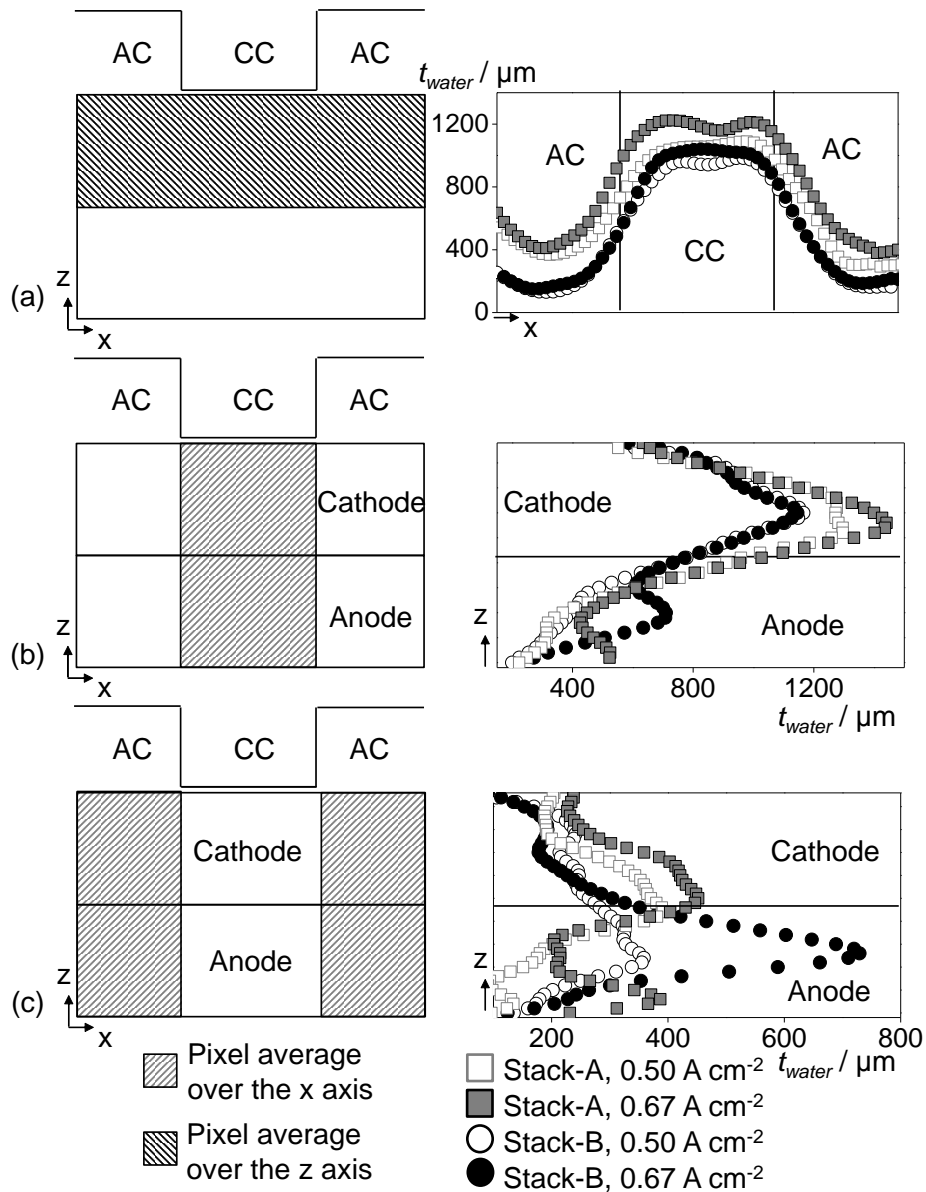 AC CC AC
z
x
(a)
t_water / µm
1200
800
400
0
AC
CC
AC
x
AC CC AC
Cathode
Anode
z
x
(b)
Cathode
Anode
z
400 800 1200
t_water / µm
AC CC AC
Cathode
Anode
z
x
(c)
Cathode
Anode
z
200 400 600 800
t_water / µm
Pixel average
over the x axis
Pixel average
over the z axis
Stack-A, 0.50 A cm⁻²
Stack-A, 0.67 A cm⁻²
Stack-B, 0.50 A cm⁻²
Stack-B, 0.67 A cm⁻²